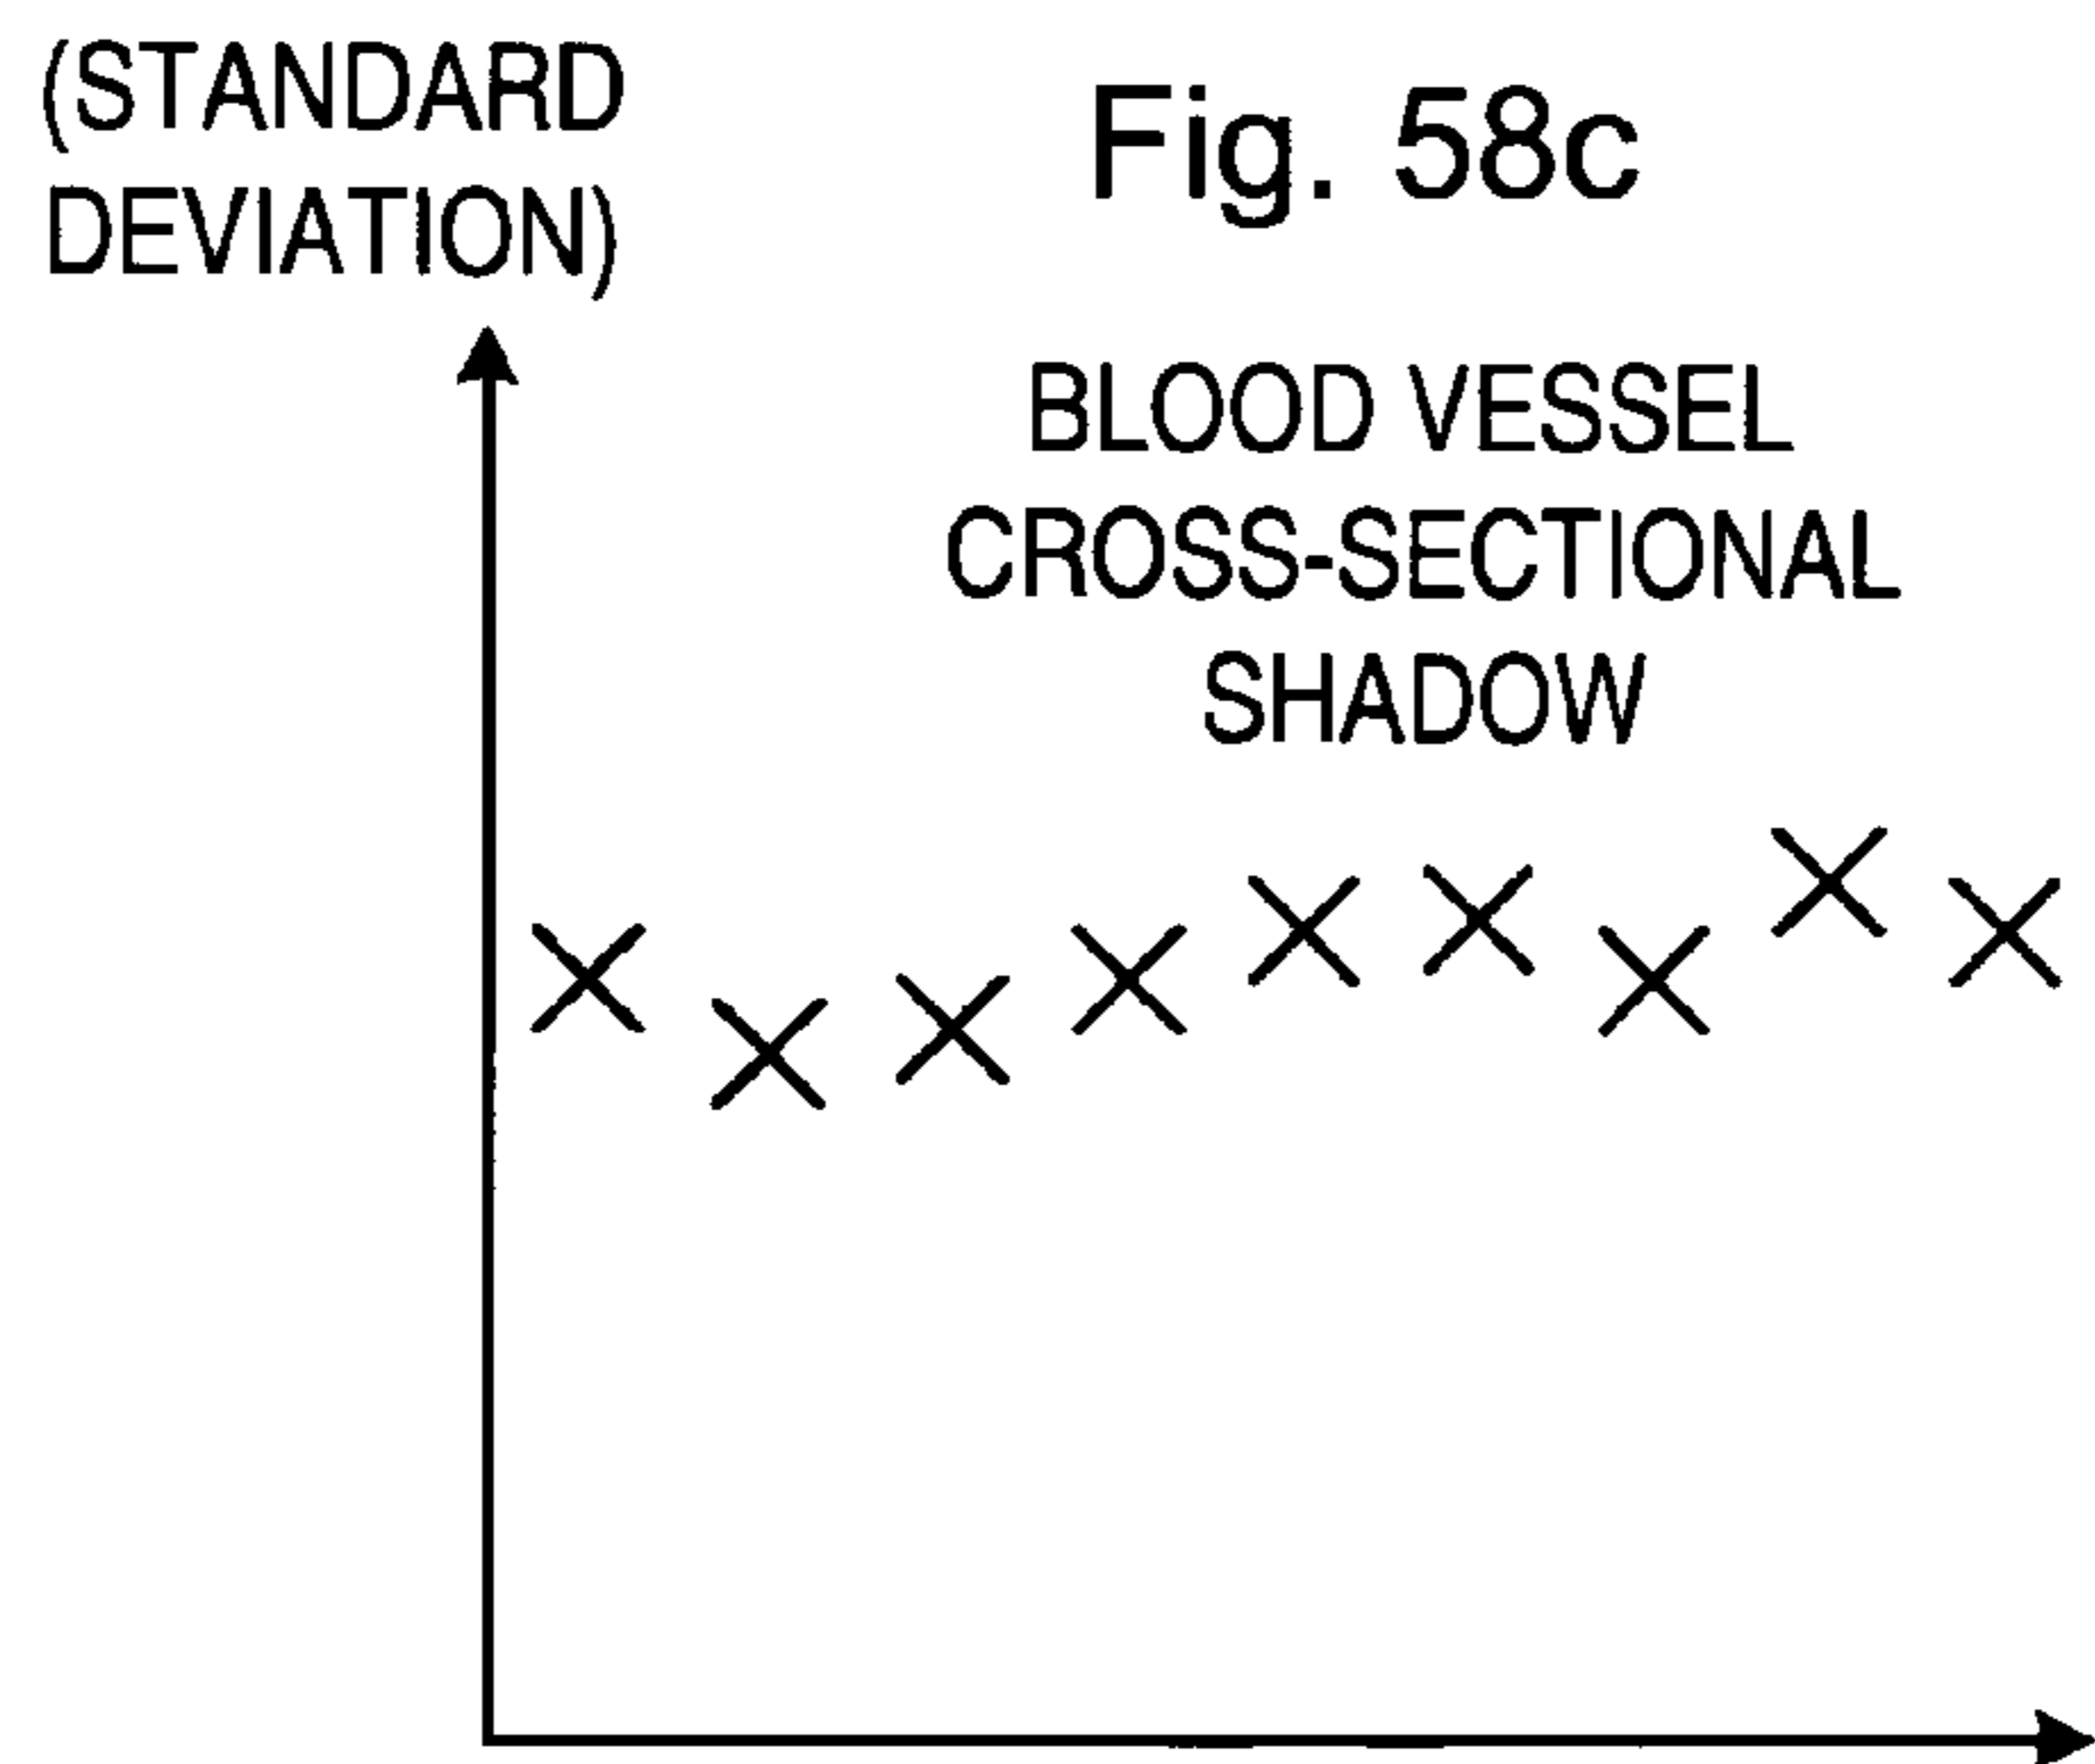 (STANDARD
DEVIATION)
Fig. 58c
BLOOD VESSEL
CROSS-SECTIONAL
SHADOW